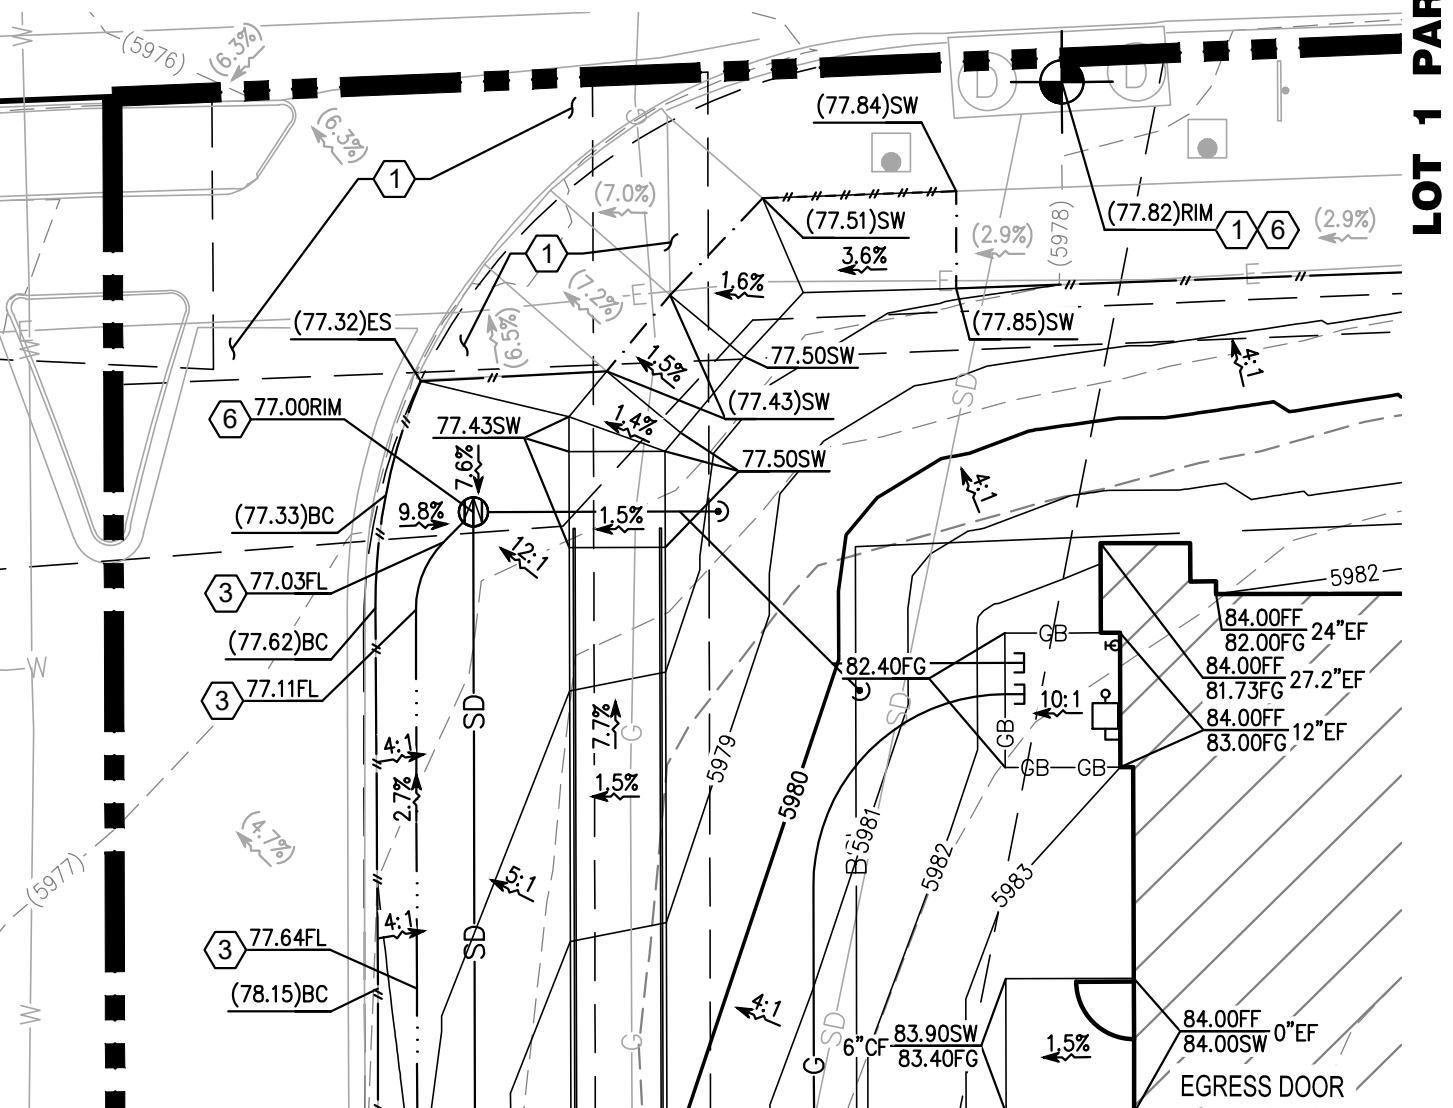 LOT 1 PAR
(5976)
(6.3%)
(6.3%)
1
(77.84)SW
D
D
G
(7.0%)
(77.51)SW
(77.82)RIM
1
6
(2.9%)
(2.9%)
(5978)
1
3.6%
1.6%
(7.2%)
E
E
E
(6.5%)
(77.32)ES
(77.85)SW
77.50SW
1.5%
4:1
SD
6
77.00RIM
(77.43)SW
1.4%
77.43SW
77.50SW
7.6%
4:1
(77.33)BC
9.8%
1.5%
12:1
3
77.03FL
5982
84.00FF
82.00FG
24"EF
(77.62)BC
GB
82.40FG
84.00FF
81.73FG
27.2"EF
3
77.11FL
SD
SD
10:1
84.00FF
83.00FG
12"EF
7.7%
G
GB
4:1
5979
GB
GB
2.7%
1.5%
5980
5981
(4.7%)
5982
5983
(5977)
5:1
4:1
3
77.64FL
SD
(78.15)BC
4:1
W
W
W
W
G
SD
G
6"CF
83.90SW
83.40FG
1.5%
84.00FF
84.00SW
0"EF
EGRESS DOOR